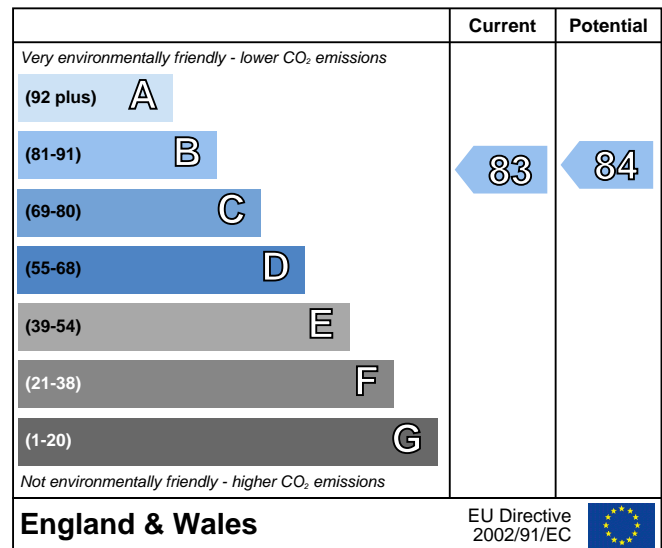 Current Potential
Very environmentally friendly - lower CO₂ emissions
(92 plus) A
(81-91) B
83 84
(69-80) C
(55-68) D
(39-54) E
(21-38) F
(1-20) G
Not environmentally friendly - higher CO₂ emissions
England & Wales
EU Directive
2002/91/EC